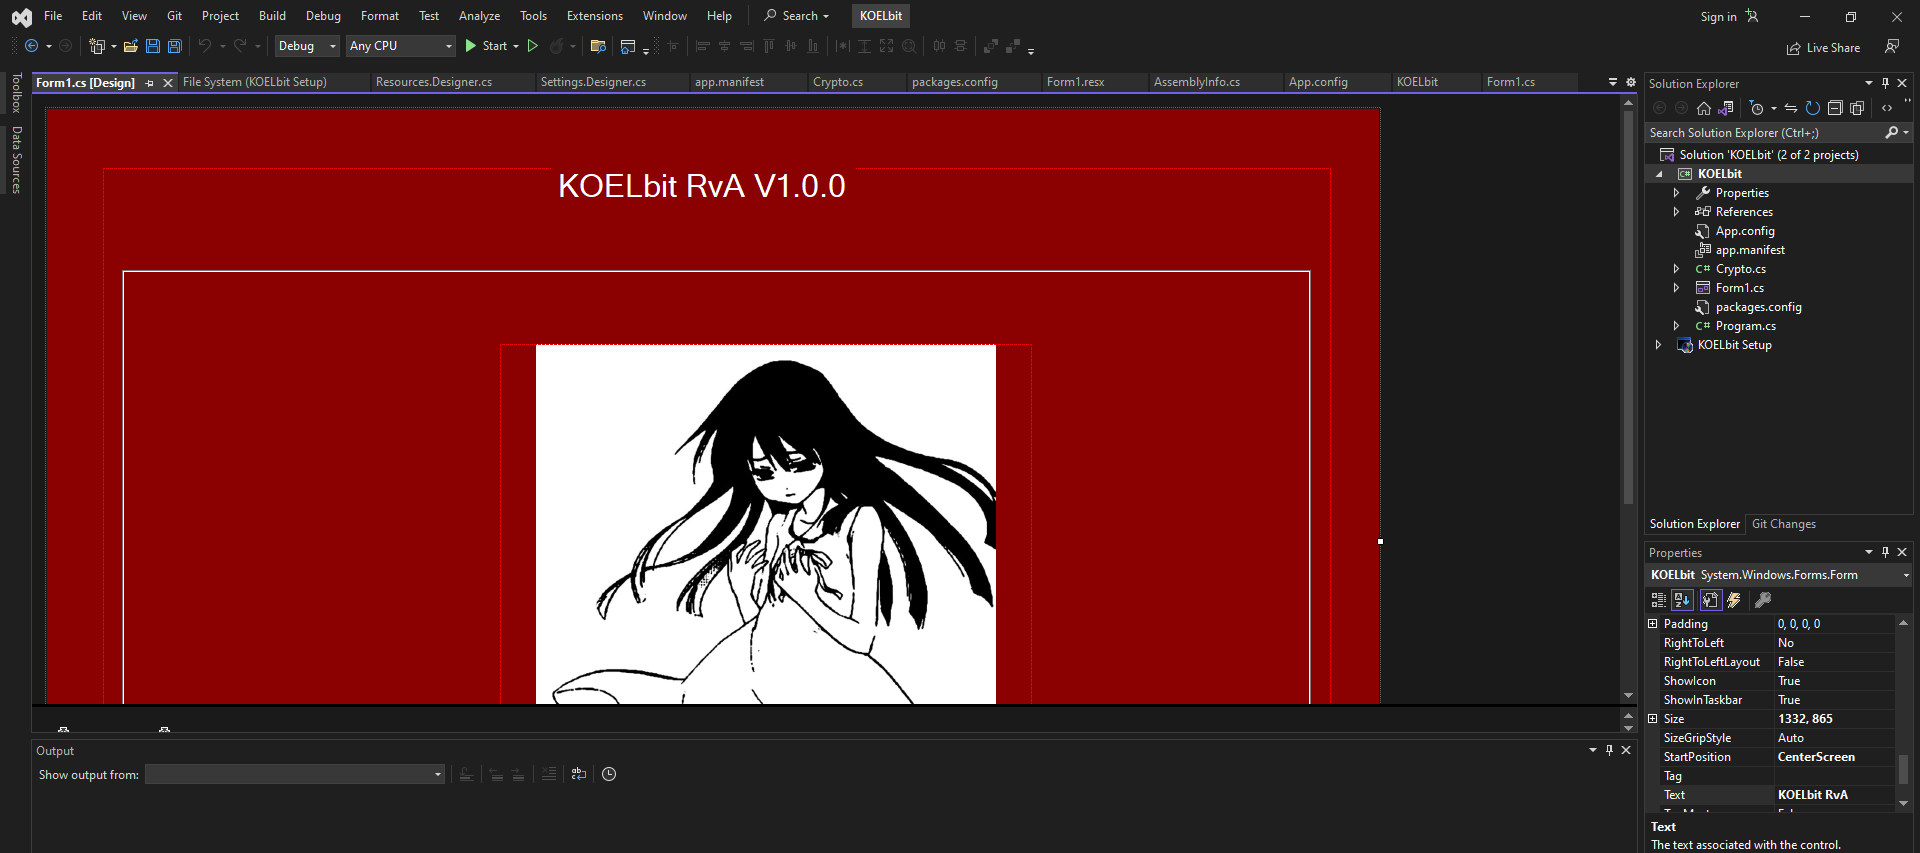 File Edit View Git Project Build Debug Format Test Analyze Tools Extensions Window Help Search KOELbit Sign in
Debug Any CPU Start Live Share
Toolbox
Data Sources
Form1.cs [Design] File System (KOELbit Setup) Resources.Designer.cs Settings.Designer.cs app.manifest Crypto.cs packages.config Form1.resx AssemblyInfo.cs App.config KOELbit Form1.cs
KOELbit RvA V1.0.0
Solution Explorer
Search Solution Explorer (Ctrl+;)
Solution 'KOELbit' (2 of 2 projects)
C# KOELbit
Properties
References
App.config
app.manifest
C# Crypto.cs
Form1.cs
packages.config
C# Program.cs
KOELbit Setup
Solution Explorer Git Changes
Properties
KOELbit System.Windows.Forms.Form
Padding 0, 0, 0, 0
RightToLeft No
RightToLeftLayout False
ShowIcon True
ShowInTaskbar True
Size 1332, 865
SizeGripStyle Auto
StartPosition CenterScreen
Tag
Text KOELbit RvA
Text
The text associated with the control.
Output
Show output from: